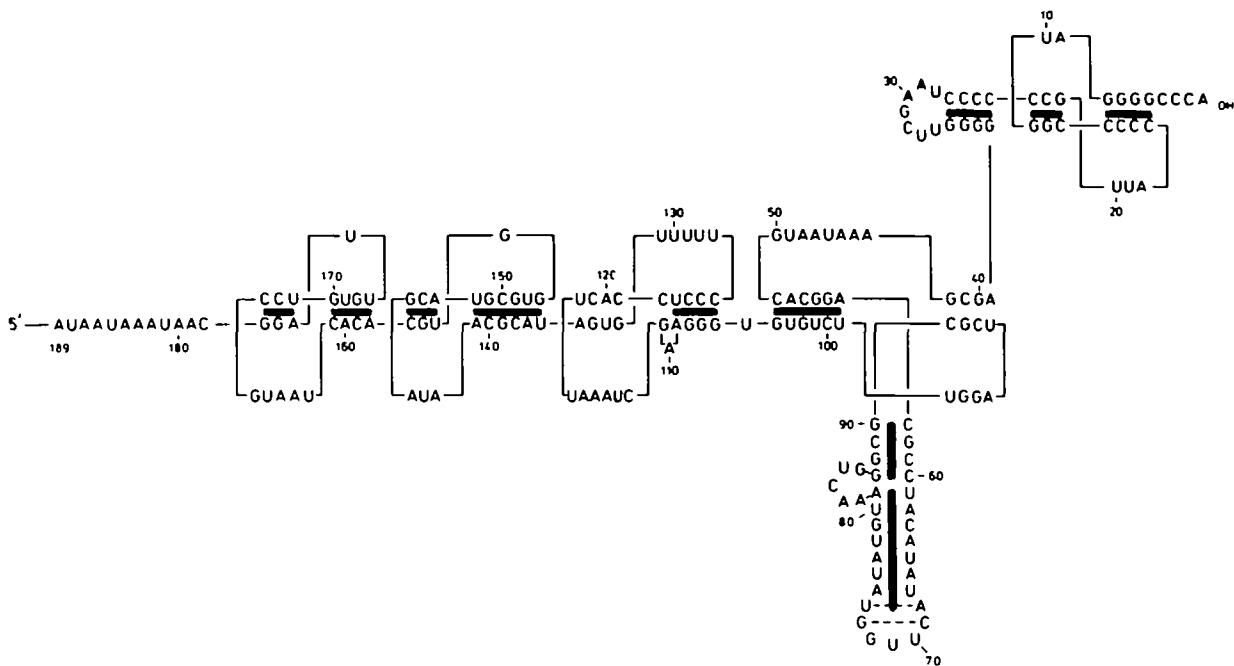 10
UA
30
A A U CCCC CCG GGGGCCCA OH
G
C U U GGGG GGC CCCC
UUA
20
130
50
U
G
UUUUU
GUAAUAAA
170
150
120
40
CCU GUGU GCA UGCGUG UCAC CUCCC CACGGA GCGA
5' AUAAUAAAUAAC GGA CACA CGU ACGCAU AGUG GAGGG U GUGUCU CGCU
189
180
160
140
A
110
100
GUAAU
AUA
UAAAUC
UGGA
90 G C
C G
G C
U G G C 60
C A U
A A U A
80 G C
U A
A U
U A
A U
U A
G C
G U U
70